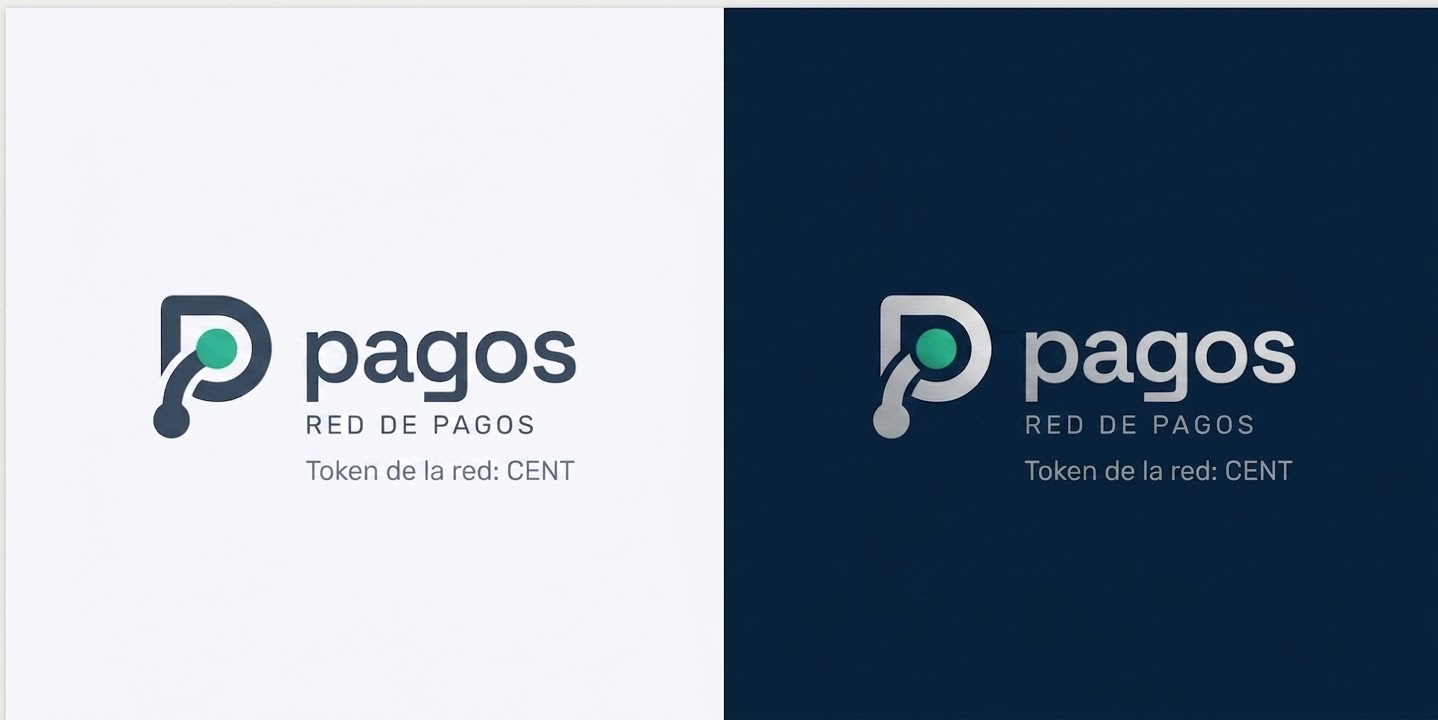 pagos
RED DE PAGOS
Token de la red: CENT
pagos
RED DE PAGOS
Token de la red: CENT